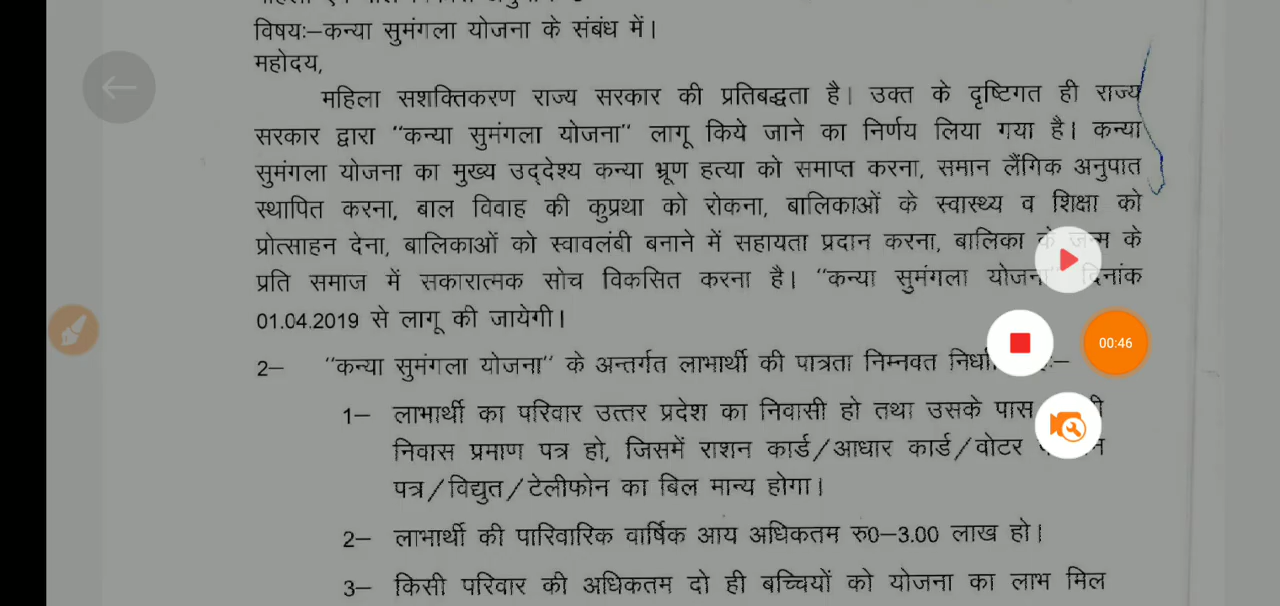 विषयः–कन्या सुमंगला योजना के संबंध में।
महोदय,
महिला सशक्तिकरण राज्य सरकार की प्रतिबद्धता है। उक्त के दृष्टिगत ही राज्य
सरकार द्वारा "कन्या सुमंगला योजना" लागू किये जाने का निर्णय लिया गया है। कन्या
सुमंगला योजना का मुख्य उद्देश्य कन्या भ्रूण हत्या को समाप्त करना, समान लैंगिक अनुपात
स्थापित करना, बाल विवाह की कुप्रथा को रोकना, बालिकाओं के स्वास्थ्य व शिक्षा को
प्रोत्साहन देना, बालिकाओं को स्वावलंबी बनाने में सहायता प्रदान करना, बालिका के जन्म के
प्रति समाज में सकारात्मक सोच विकसित करना है। "कन्या सुमंगला योजना" दिनांक
01.04.2019 से लागू की जायेगी।
00:46
2– "कन्या सुमंगला योजना" के अन्तर्गत लाभार्थी की पात्रता निम्नवत
1– लाभार्थी का परिवार उत्तर प्रदेश का निवासी हो तथा उसके पास
निवास प्रमाण पत्र हो, जिसमें राशन कार्ड/आधार कार्ड/वोटर
पत्र/विद्युत/टेलीफोन का बिल मान्य होगा।
2– लाभार्थी की पारिवारिक वार्षिक आय अधिकतम रु0–3.00 लाख हो।
3– किसी परिवार की अधिकतम दो ही बच्चियों को योजना का लाभ मिल